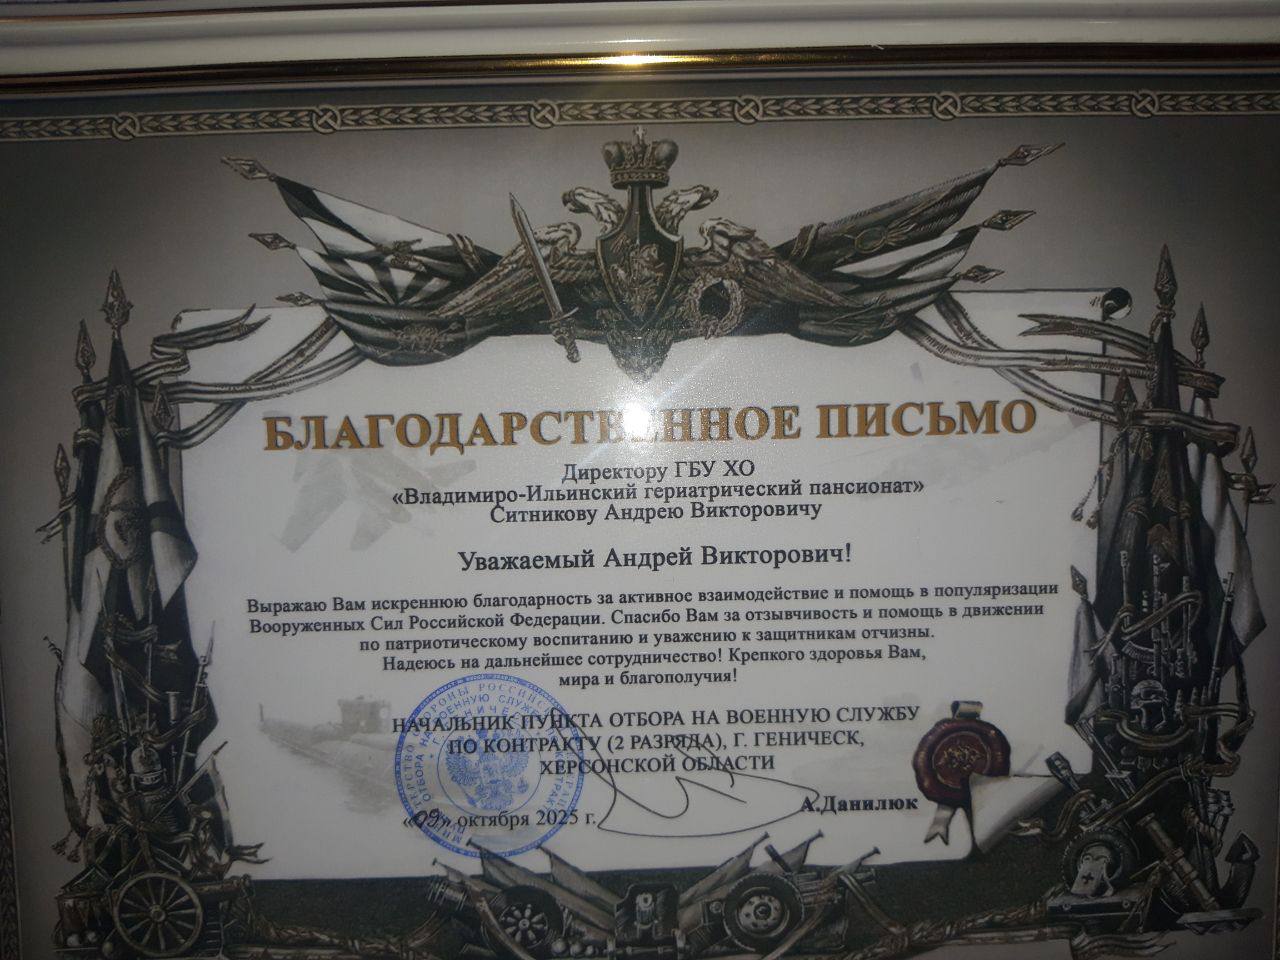 БЛАГОДАРСТВЕННОЕ ПИСЬМО
Директору ГБУ ХО
«Владимиро-Ильинский гериатрический пансионат»
Ситникову Андрею Викторовичу
Уважаемый Андрей Викторович!
Выражаю Вам искреннюю благодарность за активное взаимодействие и помощь в популяризации
Вооруженных Сил Российской Федерации. Спасибо Вам за отзывчивость и помощь в движении
по патриотическому воспитанию и уважению к защитникам отчизны.
Надеюсь на дальнейшее сотрудничество! Крепкого здоровья Вам,
мира и благополучия!
НАЧАЛЬНИК ПУНКТА ОТБОРА НА ВОЕННУЮ СЛУЖБУ
ПО КОНТРАКТУ (2 РАЗРЯДА), Г. ГЕНИЧЕСК,
ХЕРСОНСКОЙ ОБЛАСТИ
А.Данилюк
«09» октября 2025 г.